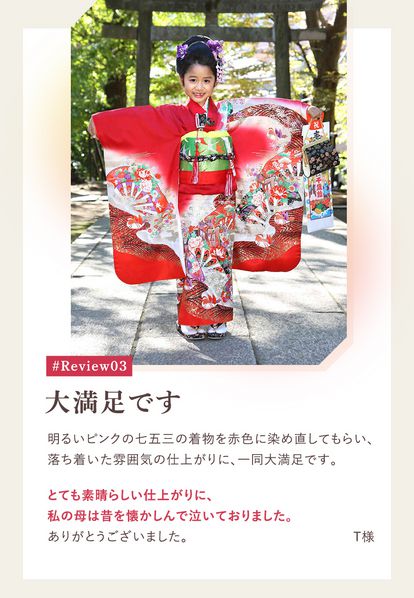 #Review03
大満足です
明るいピンクの七五三の着物を赤色に染め直してもらい、
落ち着いた雰囲気の仕上がりに、一同大満足です。
とても素晴らしい仕上がりに、
私の母は昔を懐かしんで泣いておりました。
ありがとうございました。 T様